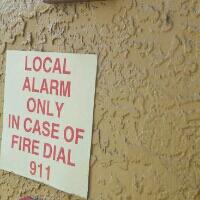 LOCAL
ALARM
ONLY
IN CASE OF
FIRE DIAL
911